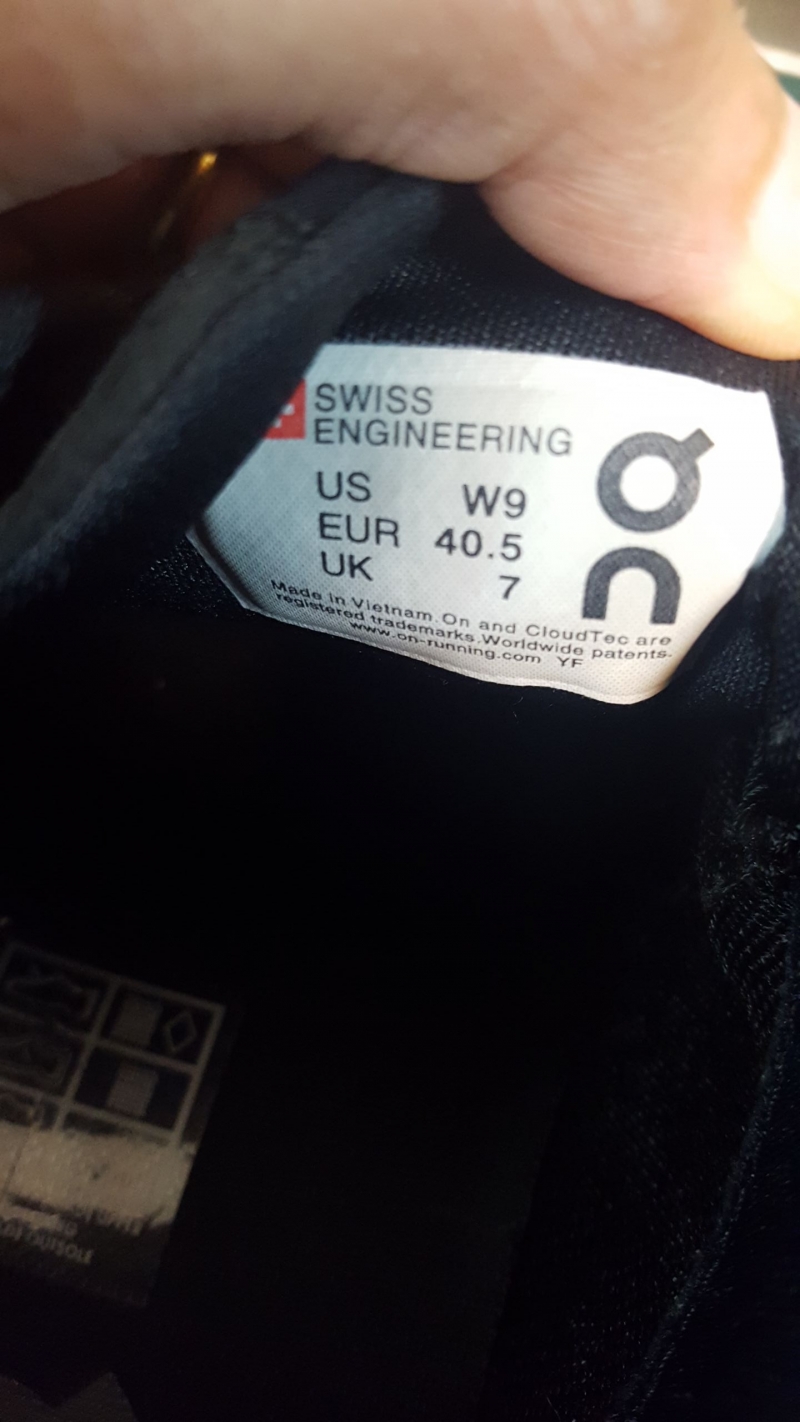 SWISS
ENGINEERING
On
US W9
EUR 40.5
UK 7
Made in Vietnam.On and CloudTec are
registered trademarks.Worldwide patents-
www.on-running.com YF
OUTSOLE